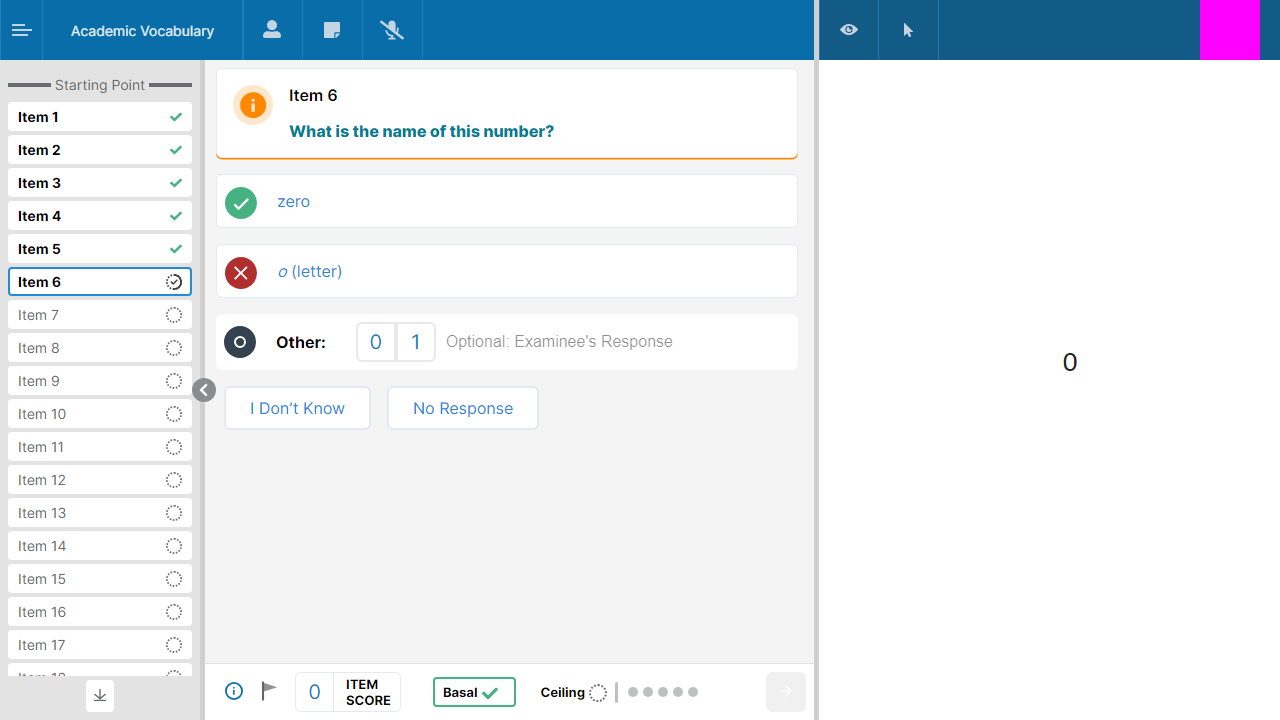 Academic Vocabulary
Starting Point
Item 1
Item 2
Item 3
Item 4
Item 5
Item 6
Item 7
Item 8
Item 9
Item 10
Item 11
Item 12
Item 13
Item 14
Item 15
Item 16
Item 17
Item 6
What is the name of this number?
zero
o (letter)
Other:
0
1
Optional: Examinee's Response
I Don’t Know
No Response
0
ITEM
SCORE
Basal
Ceiling
0